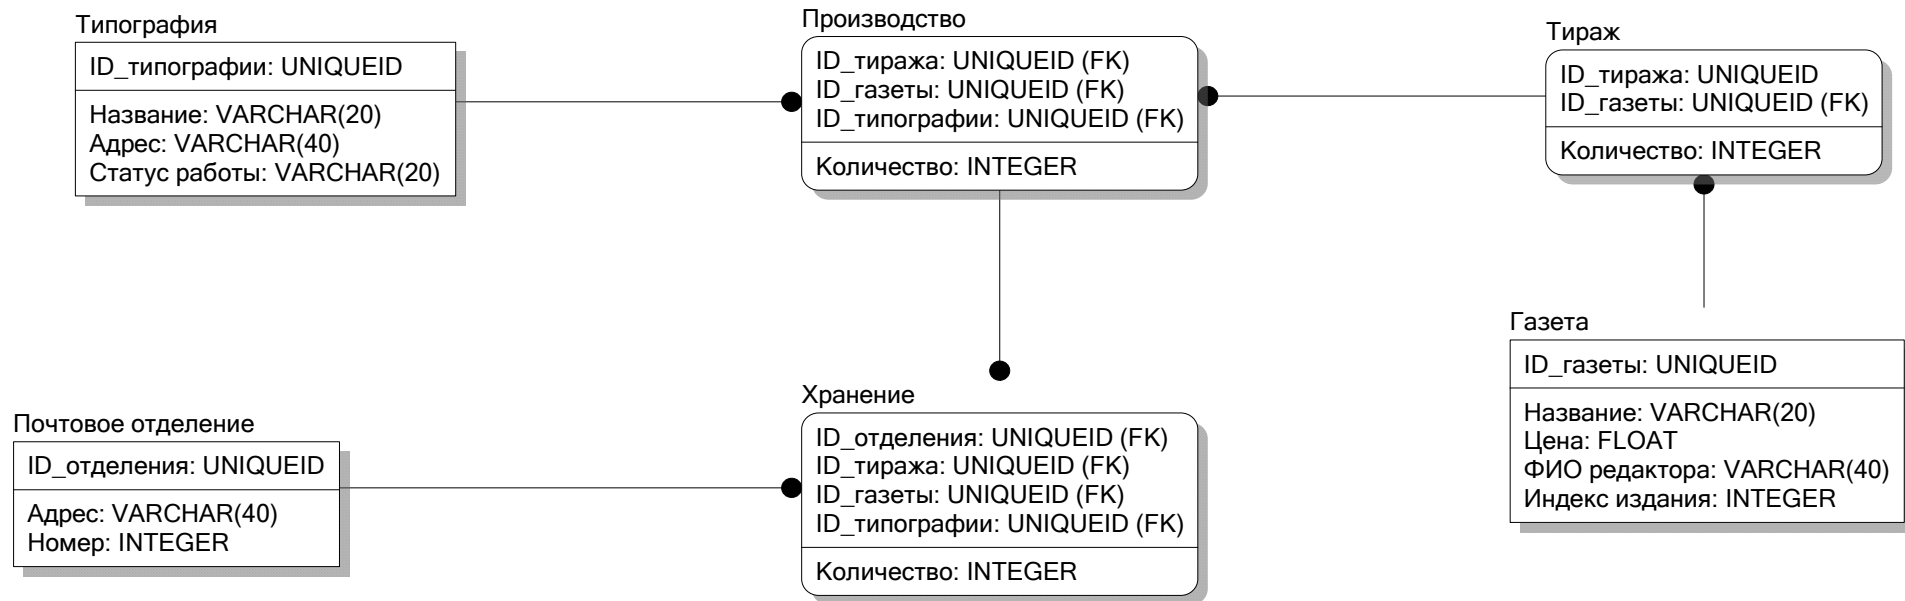 Типография
ID_типографии: UNIQUEID
Название: VARCHAR(20)
Адрес: VARCHAR(40)
Статус работы: VARCHAR(20)
Производство
ID_тиража: UNIQUEID (FK)
ID_газеты: UNIQUEID (FK)
ID_типографии: UNIQUEID (FK)
Количество: INTEGER
Тираж
ID_тиража: UNIQUEID
ID_газеты: UNIQUEID (FK)
Количество: INTEGER
Почтовое отделение
ID_отделения: UNIQUEID
Адрес: VARCHAR(40)
Номер: INTEGER
Хранение
ID_отделения: UNIQUEID (FK)
ID_тиража: UNIQUEID (FK)
ID_газеты: UNIQUEID (FK)
ID_типографии: UNIQUEID (FK)
Количество: INTEGER
Газета
ID_газеты: UNIQUEID
Название: VARCHAR(20)
Цена: FLOAT
ФИО редактора: VARCHAR(40)
Индекс издания: INTEGER